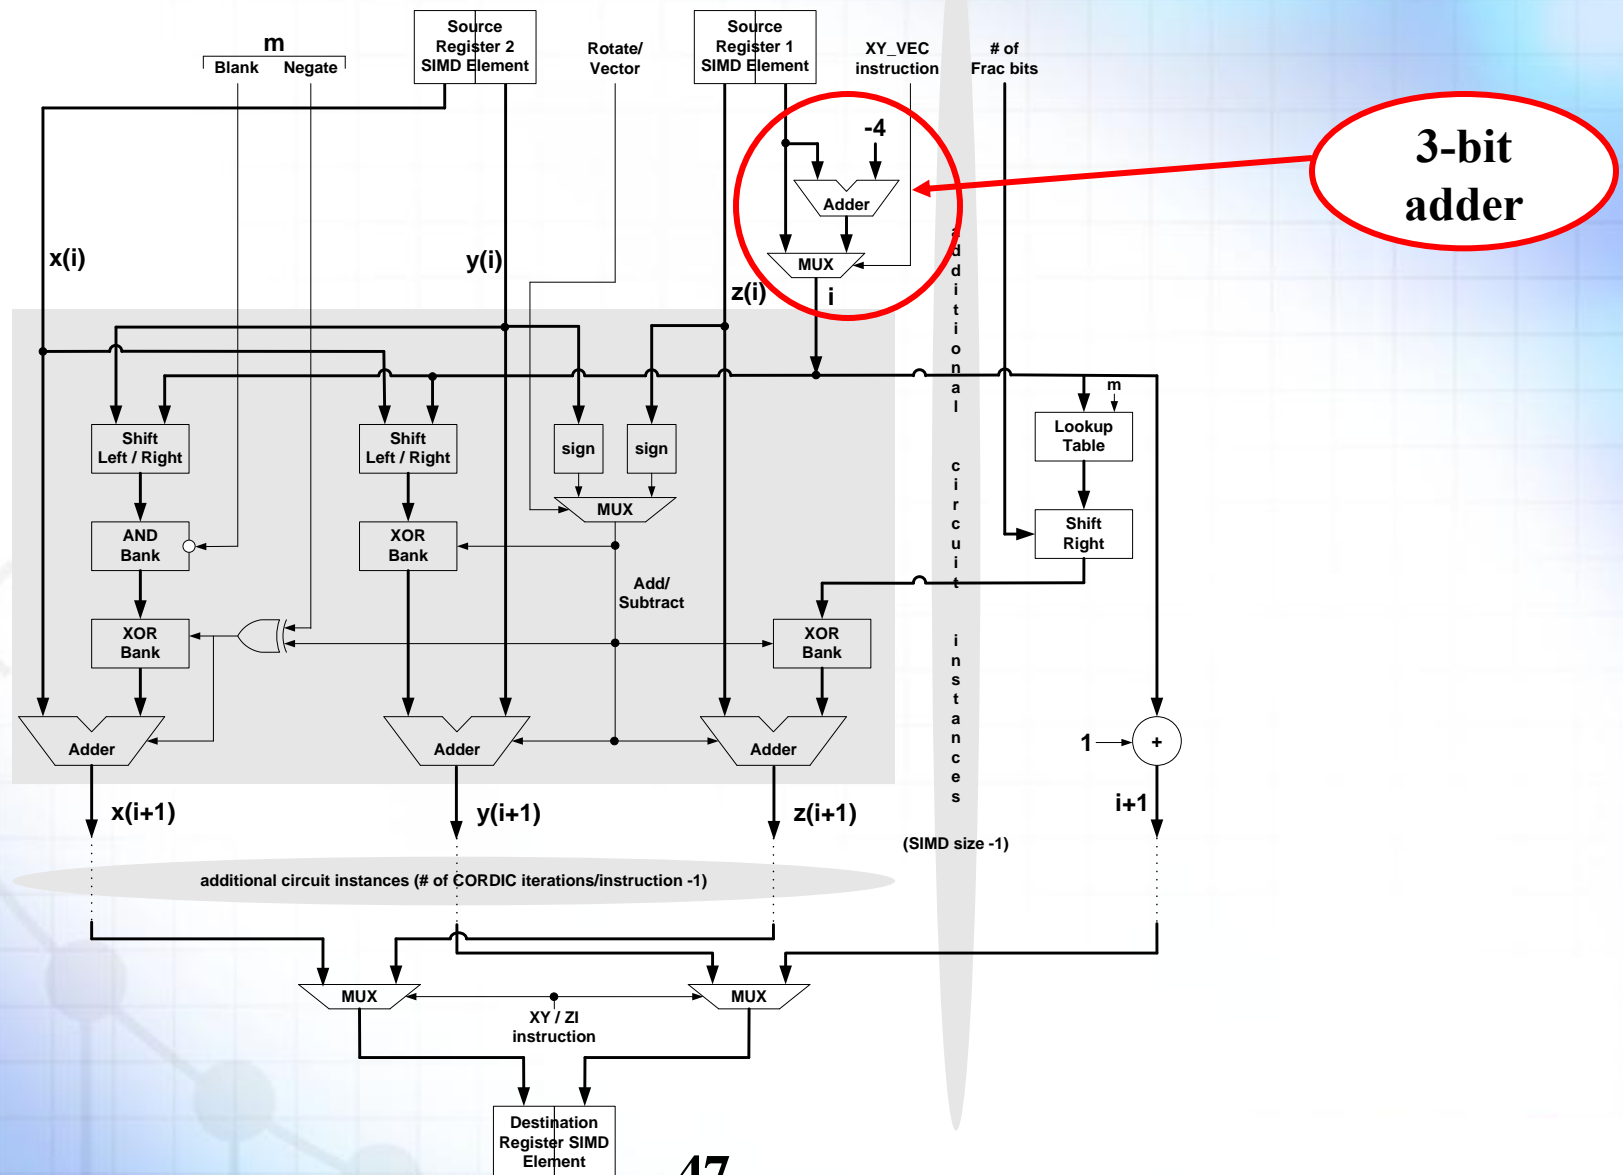 Source
Register 2
SIMD Element
Source
Register 1
SIMD Element
m
Blank Negate
Rotate/
Vector
XY_VEC
instruction
# of
Frac bits
-4
3-bit
adder
Adder
MUX
x(i)
y(i)
z(i)
i
additional circuit instances
m
Shift
Left / Right
Shift
Left / Right
sign
sign
Lookup
Table
MUX
AND
Bank
XOR
Bank
Shift
Right
Add/
Subtract
XOR
Bank
XOR
Bank
Adder
Adder
Adder
1
+
x(i+1)
y(i+1)
z(i+1)
i+1
(SIMD size -1)
additional circuit instances (# of CORDIC iterations/instruction -1)
MUX
MUX
XY / ZI
instruction
Destination
Register SIMD
Element
47